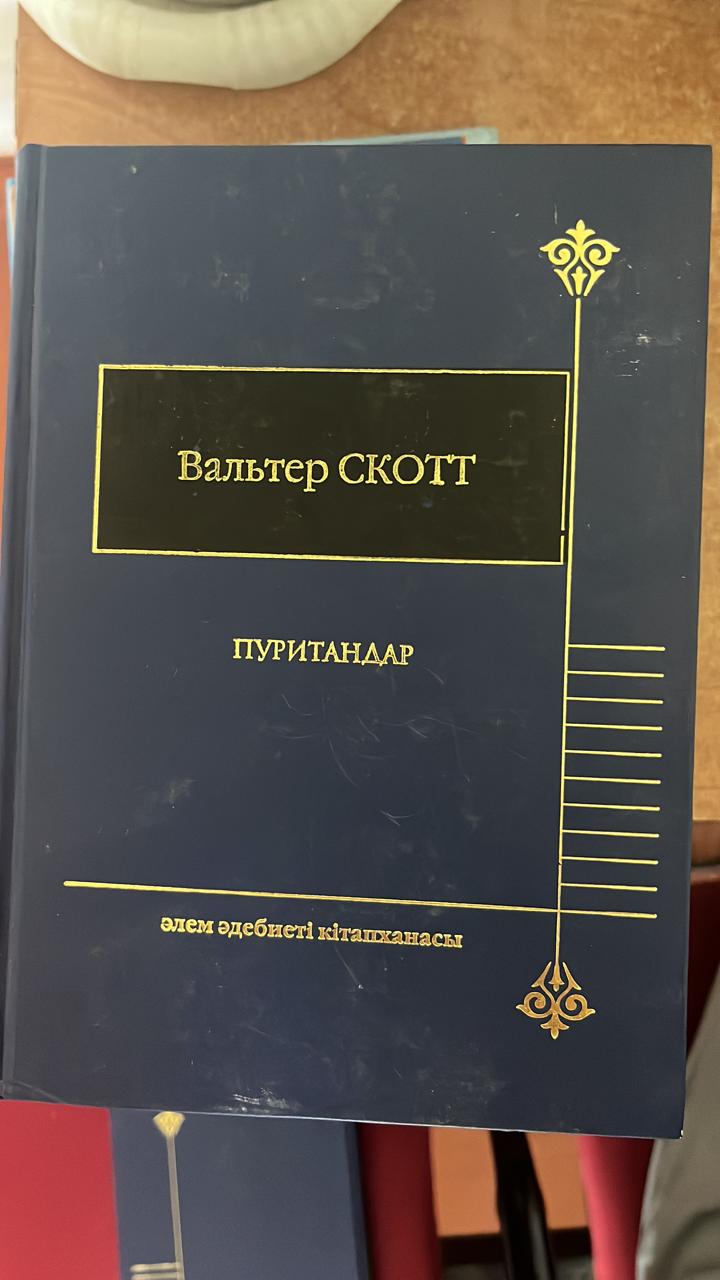 Вальтер СКОТТ
ПУРИТАНДАР
әлем әдебиеті кітапханасы